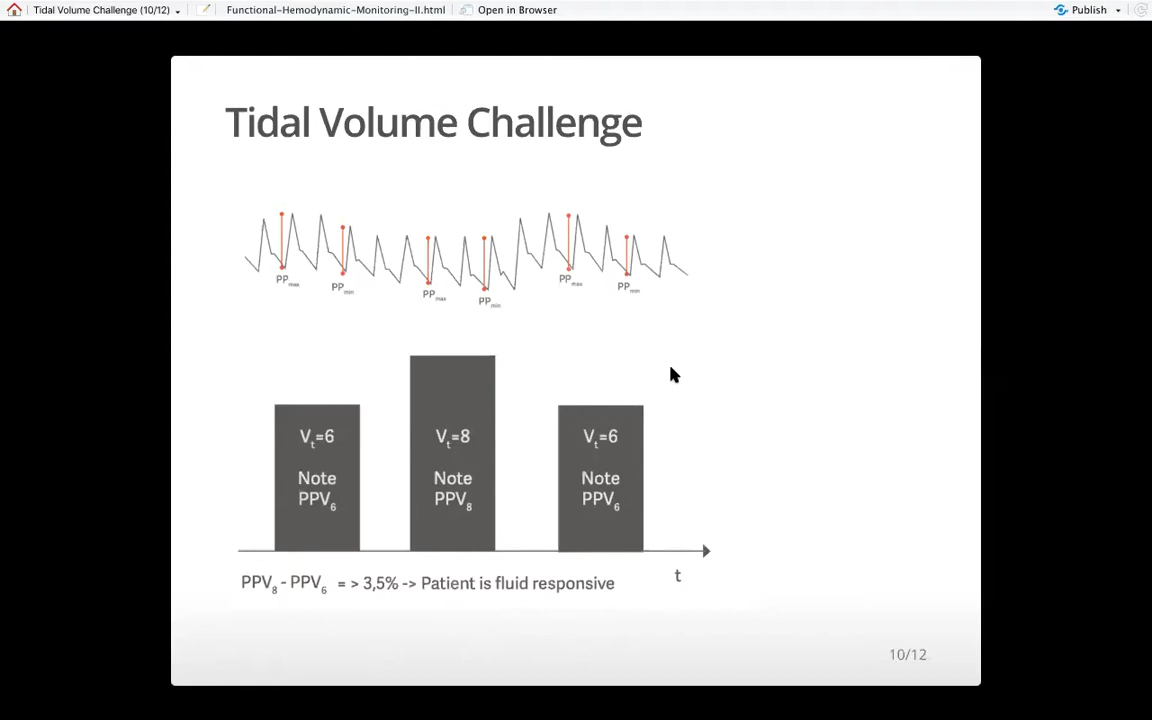 Tidal Volume Challenge (10/12)
Functional-Hemodynamic-Monitoring-II.html
Open in Browser
Publish
Tidal Volume Challenge
PPmax
PPmin
PPmax
PPmin
PPmax
PPmin
Vt=6
Note
PPV6
Vt=8
Note
PPV8
Vt=6
Note
PPV6
t
PPV8 - PPV6 = > 3,5% -> Patient is fluid responsive
10/12